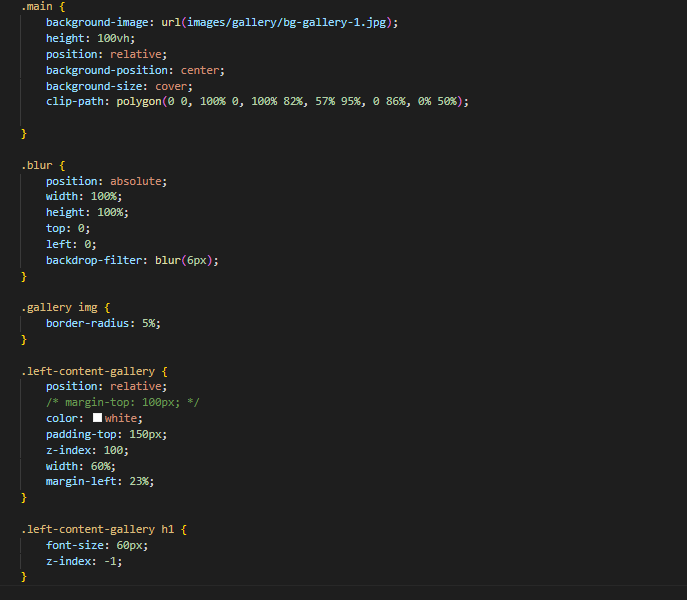 .main {
    background-image: url(images/gallery/bg-gallery-1.jpg);
    height: 100vh;
    position: relative;
    background-position: center;
    background-size: cover;
    clip-path: polygon(0 0, 100% 0, 100% 82%, 57% 95%, 0 86%, 0% 50%);

}

.blur {
    position: absolute;
    width: 100%;
    height: 100%;
    top: 0;
    left: 0;
    backdrop-filter: blur(6px);
}

.gallery img {
    border-radius: 5%;
}

.left-content-gallery {
    position: relative;
    /* margin-top: 100px; */
    color: white;
    padding-top: 150px;
    z-index: 100;
    width: 60%;
    margin-left: 23%;
}

.left-content-gallery h1 {
    font-size: 60px;
    z-index: -1;
}